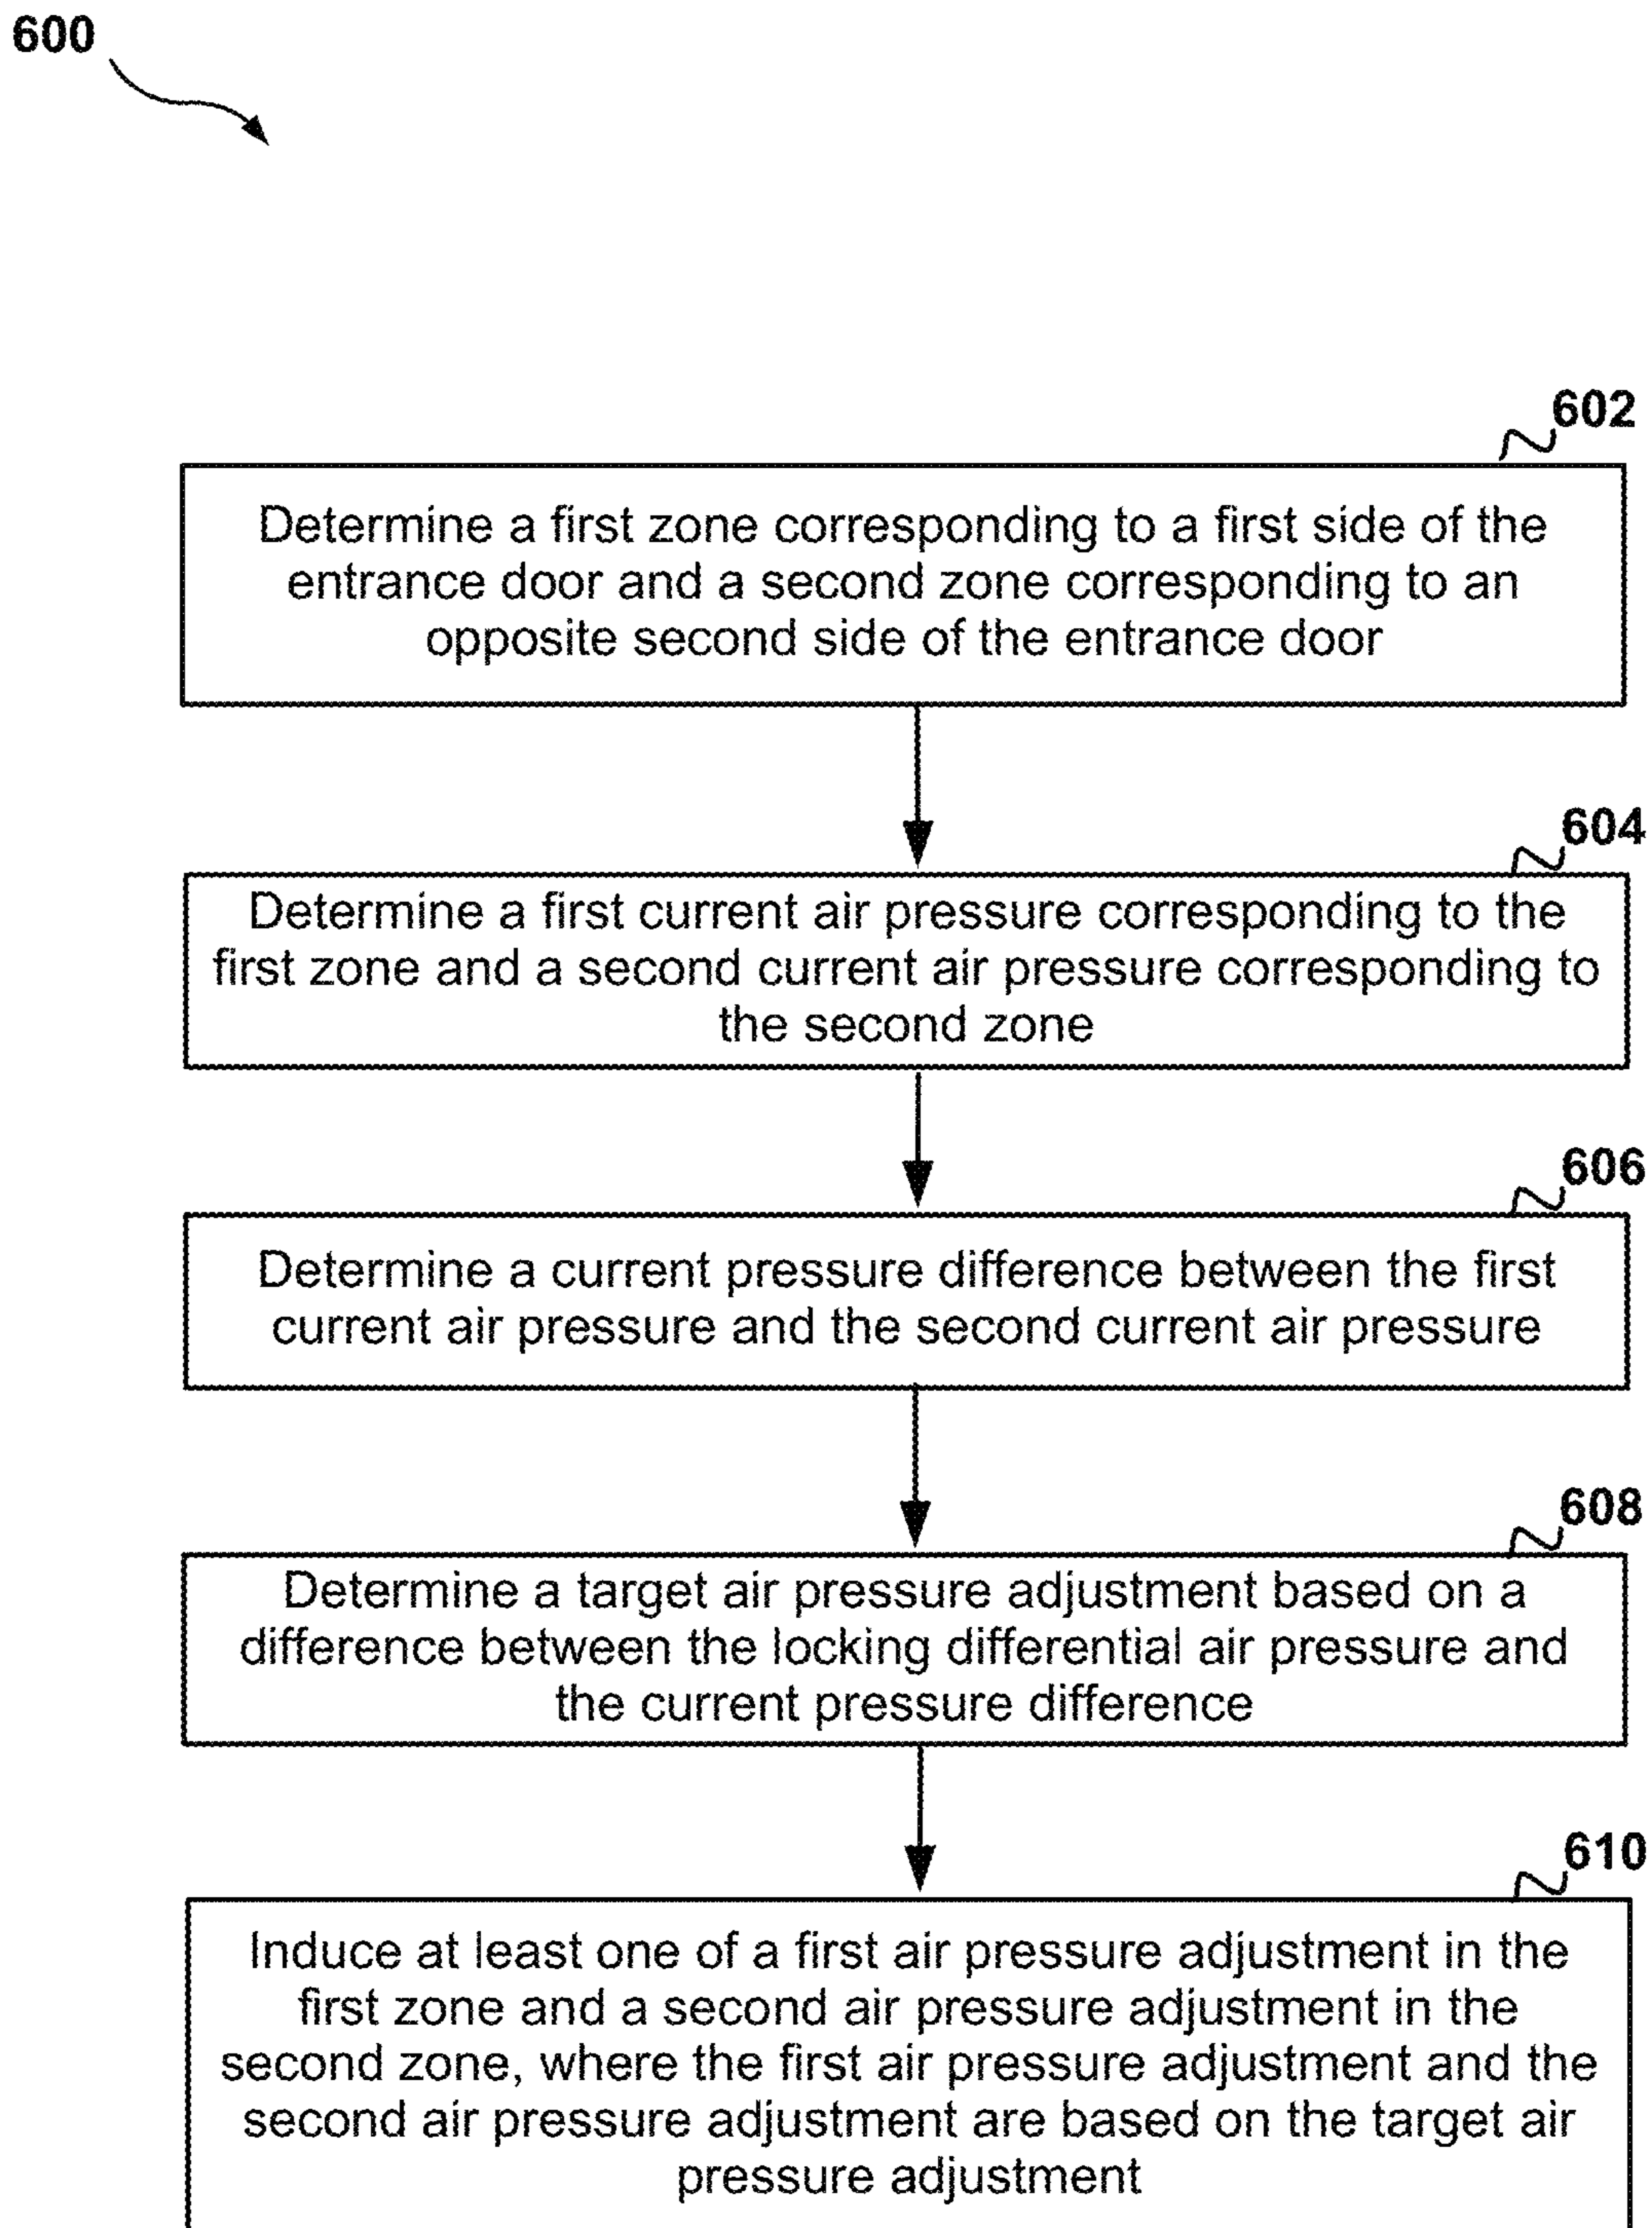 600
602
Determine a first zone corresponding to a first side of the
entrance door and a second zone corresponding to an
opposite second side of the entrance door
604
Determine a first current air pressure corresponding to the
first zone and a second current air pressure corresponding to
the second zone
606
Determine a current pressure difference between the first
current air pressure and the second current air pressure
608
Determine a target air pressure adjustment based on a
difference between the locking differential air pressure and
the current pressure difference
610
Induce at least one of a first air pressure adjustment in the
first zone and a second air pressure adjustment in the
second zone, where the first air pressure adjustment and the
second air pressure adjustment are based on the target air
pressure adjustment